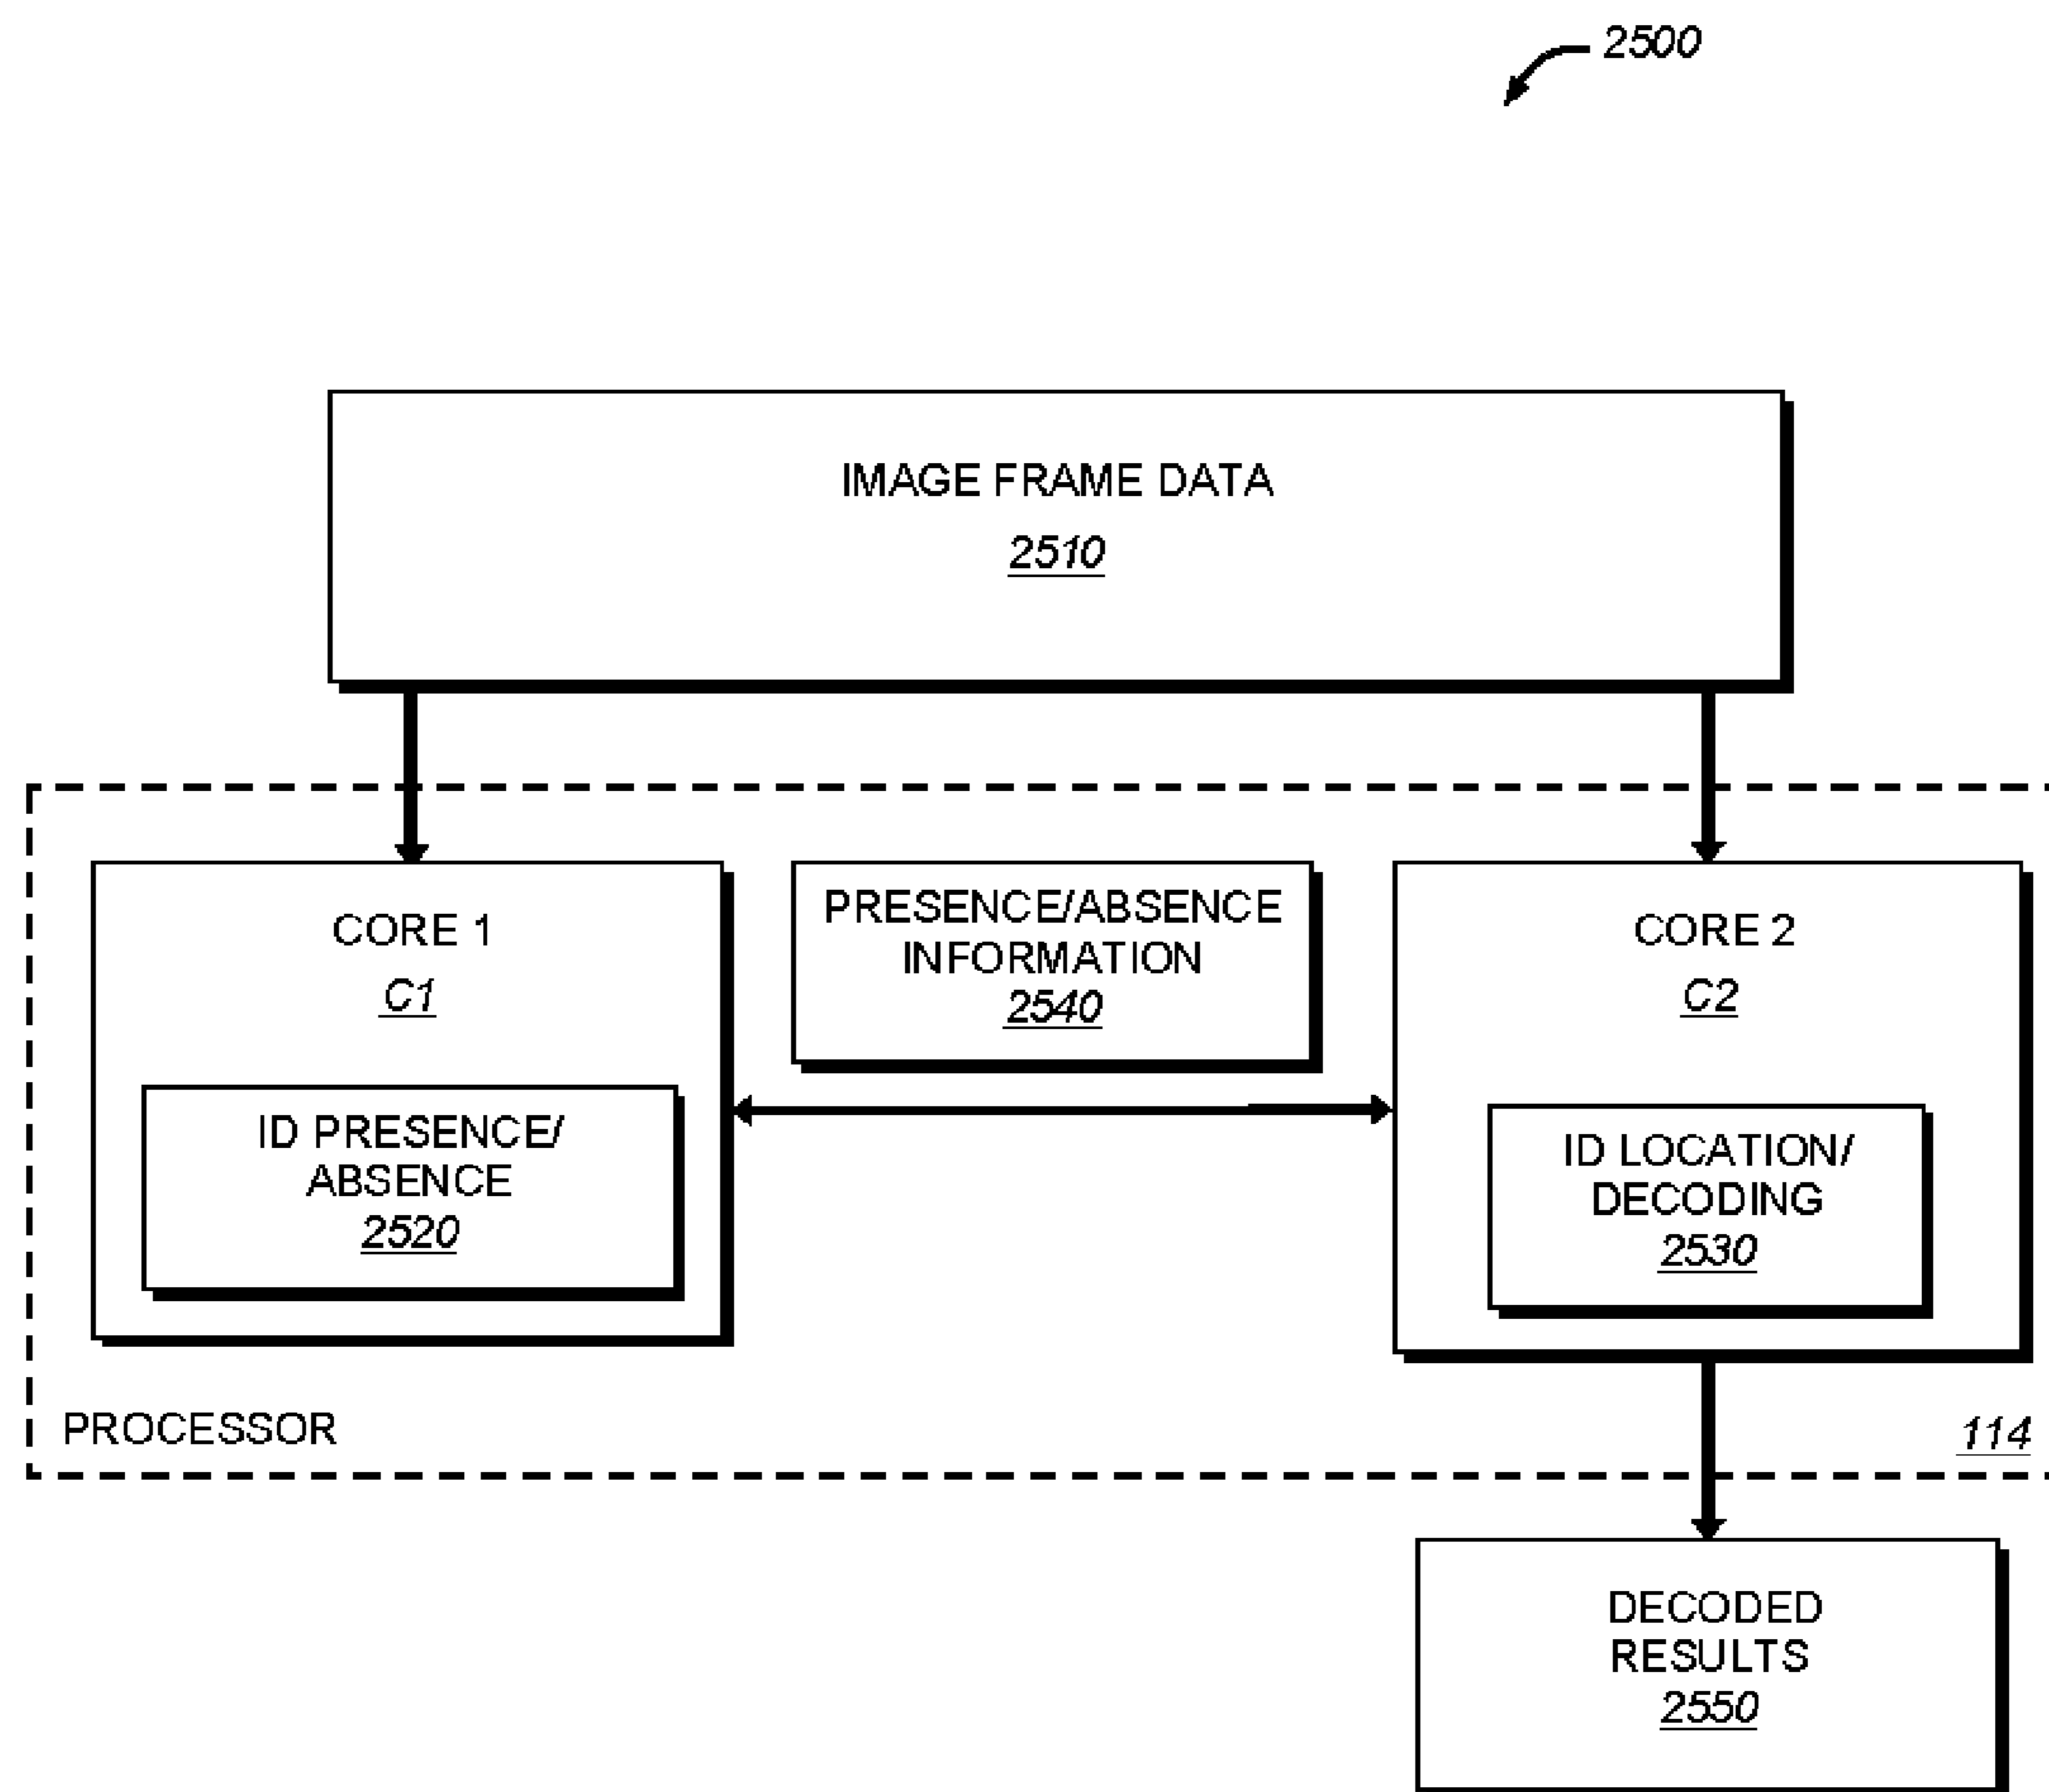 2500
IMAGE FRAME DATA
2510
CORE 1
C1
PRESENCE/ABSENCE
INFORMATION
2540
CORE 2
C2
ID PRESENCE/
ABSENCE
2520
ID LOCATION/
DECODING
2530
PROCESSOR
114
DECODED
RESULTS
2550